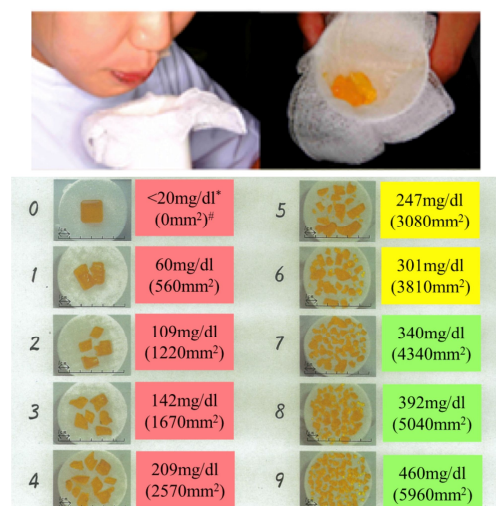 0
<20mg/dl*
(0mm²)#
1
60mg/dl
(560mm²)
2
109mg/dl
(1220mm²)
3
142mg/dl
(1670mm²)
4
209mg/dl
(2570mm²)
5
247mg/dl
(3080mm²)
6
301mg/dl
(3810mm²)
7
340mg/dl
(4340mm²)
8
392mg/dl
(5040mm²)
9
460mg/dl
(5960mm²)